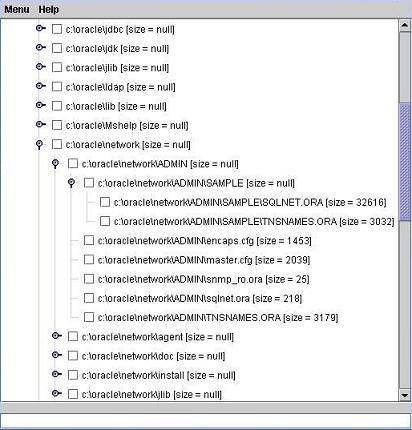 Menu Help
c:\oracle\jdbc [size = null]
c:\oracle\jdk [size = null]
c:\oracle\jlib [size = null]
c:\oracle\ldap [size = null]
c:\oracle\lib [size = null]
c:\oracle\Mshelp [size = null]
c:\oracle\network [size = null]
c:\oracle\network\ADMIN [size = null]
c:\oracle\network\ADMIN\SAMPLE [size = null]
c:\oracle\network\ADMIN\SAMPLE\SQLNET.ORA [size = 32616]
c:\oracle\network\ADMIN\SAMPLE\TNSNAMES.ORA [size = 3032]
c:\oracle\network\ADMIN\encaps.cfg [size = 1453]
c:\oracle\network\ADMIN\master.cfg [size = 2039]
c:\oracle\network\ADMIN\snmp_ro.ora [size = 25]
c:\oracle\network\ADMIN\sqlnet.ora [size = 218]
c:\oracle\network\ADMIN\TNSNAMES.ORA [size = 3179]
c:\oracle\network\agent [size = null]
c:\oracle\network\doc [size = null]
c:\oracle\network\install [size = null]
c:\oracle\network\jlib [size = null]